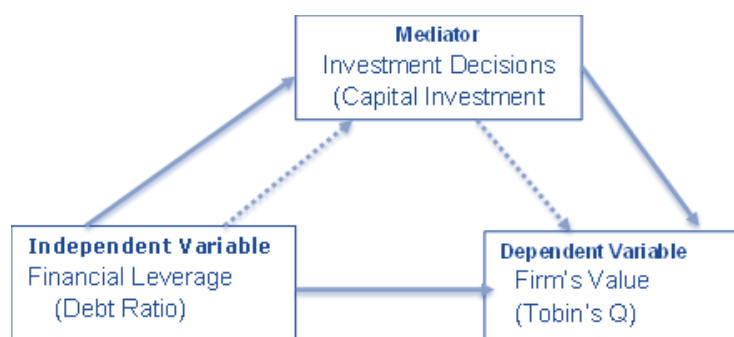 Mediator
Investment Decisions
(Capital Investment
Independent Variable
Financial Leverage
(Debt Ratio)
Dependent Variable
Firm's Value
(Tobin's Q)